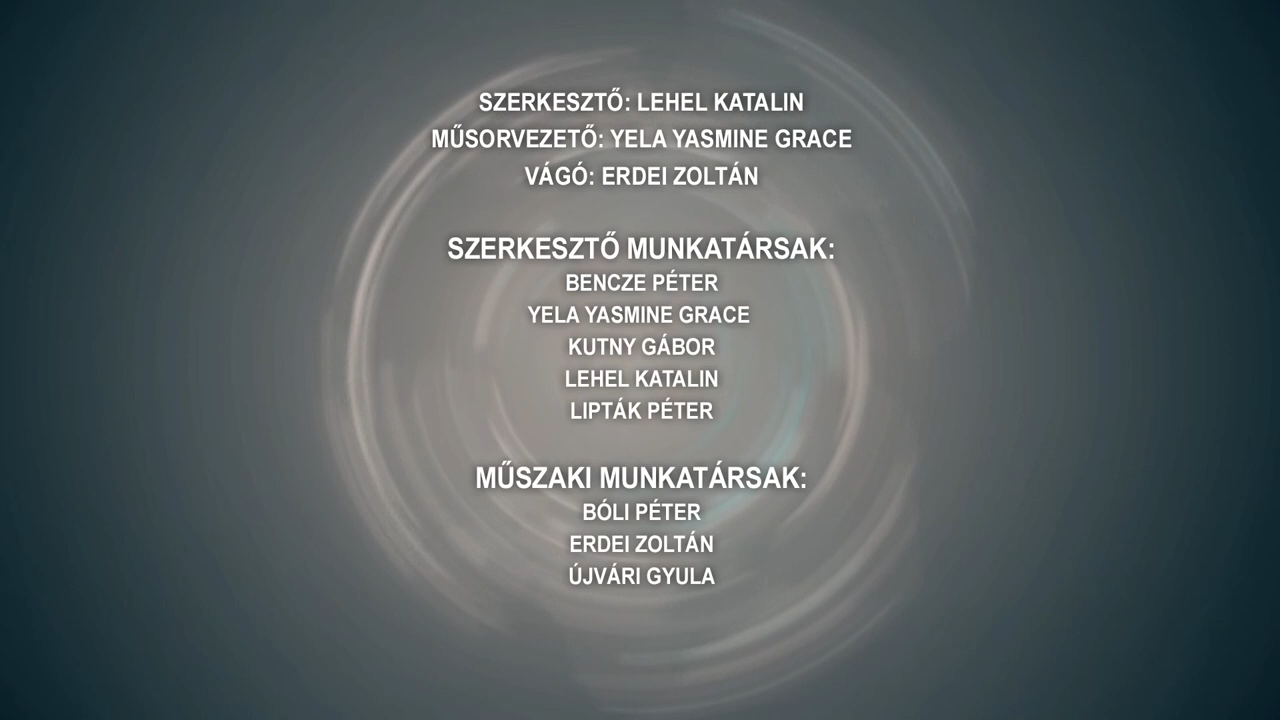 SZERKESZTŐ: LEHEL KATALIN
MŰSORVEZETŐ: YELA YASMINE GRACE
VÁGÓ: ERDEI ZOLTÁN
SZERKESZTŐ MUNKATÁRSAK:
BENCZE PÉTER
YELA YASMINE GRACE
KUTNY GÁBOR
LEHEL KATALIN
LIPTÁK PÉTER
MŰSZAKI MUNKATÁRSAK:
BÓLI PÉTER
ERDEI ZOLTÁN
ÚJVÁRI GYULA